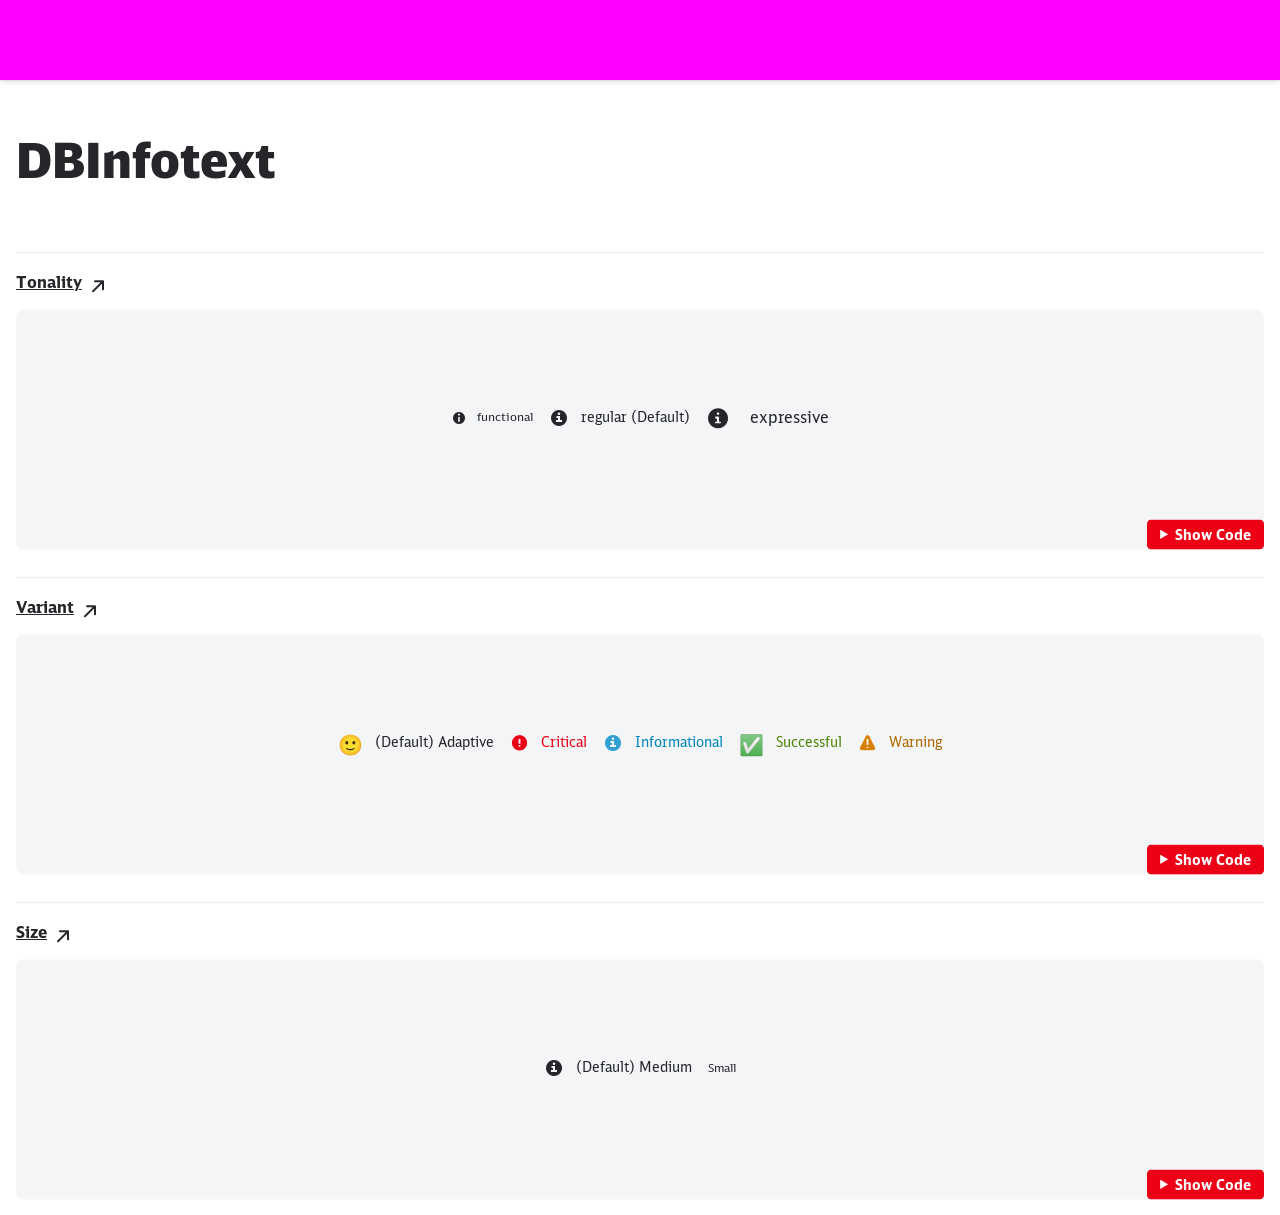 DBInfotext
Tonality
functional regular (Default) expressive
Show Code
Variant
(Default) Adaptive Critical Informational Successful Warning
Show Code
Size
(Default) Medium Small
Show Code